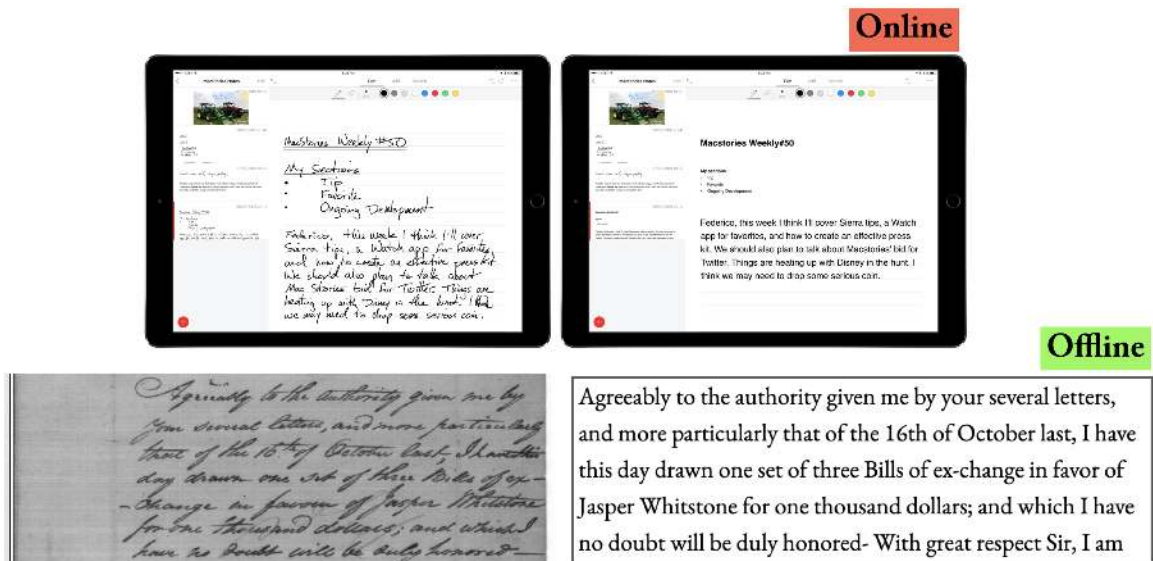 Online
Macstories Weekly #50
My Sections
• Tip
• Favorite
• Ongoing Development
Federico, this week I think I'll cover
Sierra tips, a Watch app for favorites,
and how to create an effective press kit
We should also plan to talk about
Mac Stories bid for Twitter. Things are
heating up with Disney in the hunt. I think
we may need to drop some serious coin.
Macstories Weekly#50
My sections
• Tip
• Favorite
• Ongoing Development
Federico, this week I think I'll cover Sierra tips, a Watch
app for favorites, and how to create an effective press
kit. We should also plan to talk about Macstories' bid for
Twitter. Things are heating up with Disney in the hunt. I
think we may need to drop some serious coin.
Offline
Agreeably to the authority given me by
your several letters, and more particularly
that of the 16th of October last, I have this
day drawn one set of three Bills of ex-
-change in favour of Jasper Whitstone
for one thousand dollars; and which I
have no doubt will be duly honored-
Agreeably to the authority given me by your several letters,
and more particularly that of the 16th of October last, I have
this day drawn one set of three Bills of ex-change in favor of
Jasper Whitstone for one thousand dollars; and which I have
no doubt will be duly honored- With great respect Sir, I am